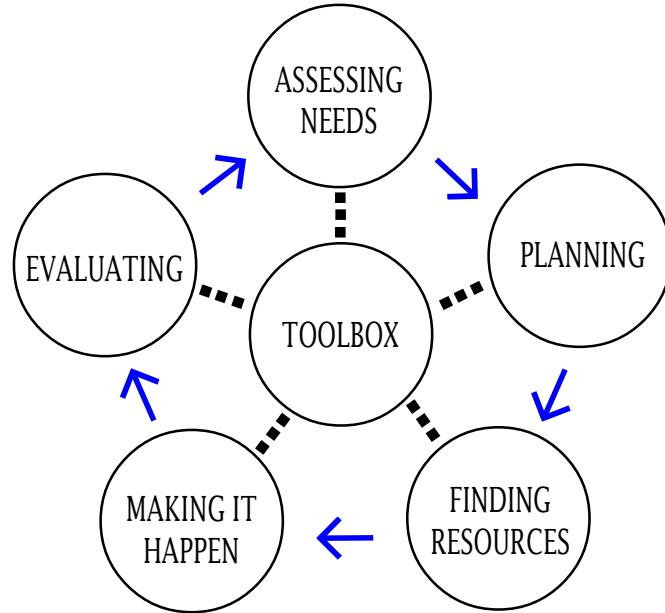 ASSESSING
NEEDS
PLANNING
EVALUATING
TOOLBOX
FINDING
RESOURCES
MAKING IT
HAPPEN